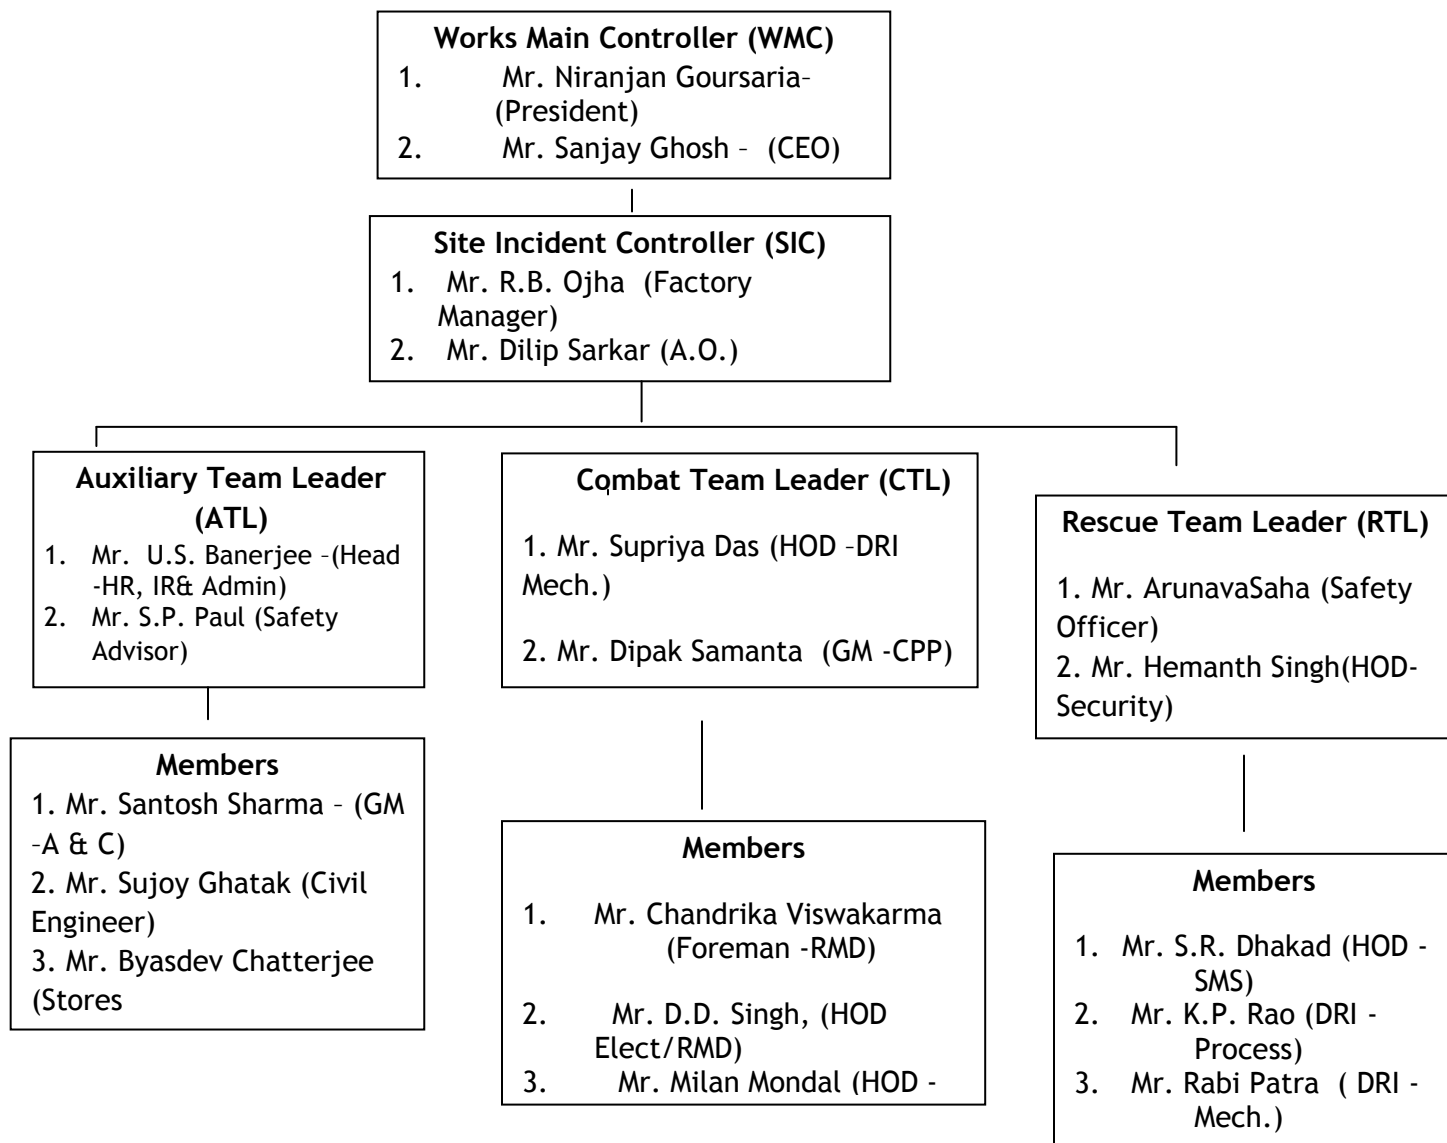 Works Main Controller (WMC)
1. Mr. Niranjan Goursaria–
(President)
2. Mr. Sanjay Ghosh – (CEO)
Site Incident Controller (SIC)
1. Mr. R.B. Ojha (Factory
Manager)
2. Mr. Dilip Sarkar (A.O.)
Auxiliary Team Leader
(ATL)
1. Mr. U.S. Banerjee –(Head
-HR, IR& Admin)
2. Mr. S.P. Paul (Safety
Advisor)
Combat Team Leader (CTL)
1. Mr. Supriya Das (HOD –DRI
Mech.)
2. Mr. Dipak Samanta (GM -CPP)
Rescue Team Leader (RTL)
1. Mr. ArunavaSaha (Safety
Officer)
2. Mr. Hemanth Singh(HOD-
Security)
Members
1. Mr. Santosh Sharma – (GM
-A & C)
2. Mr. Sujoy Ghatak (Civil
Engineer)
3. Mr. Byasdev Chatterjee
(Stores
Members
1. Mr. Chandrika Viswakarma
(Foreman -RMD)
2. Mr. D.D. Singh, (HOD
Elect/RMD)
3. Mr. Milan Mondal (HOD -
Members
1. Mr. S.R. Dhakad (HOD -
SMS)
2. Mr. K.P. Rao (DRI -
Process)
3. Mr. Rabi Patra ( DRI -
Mech.)